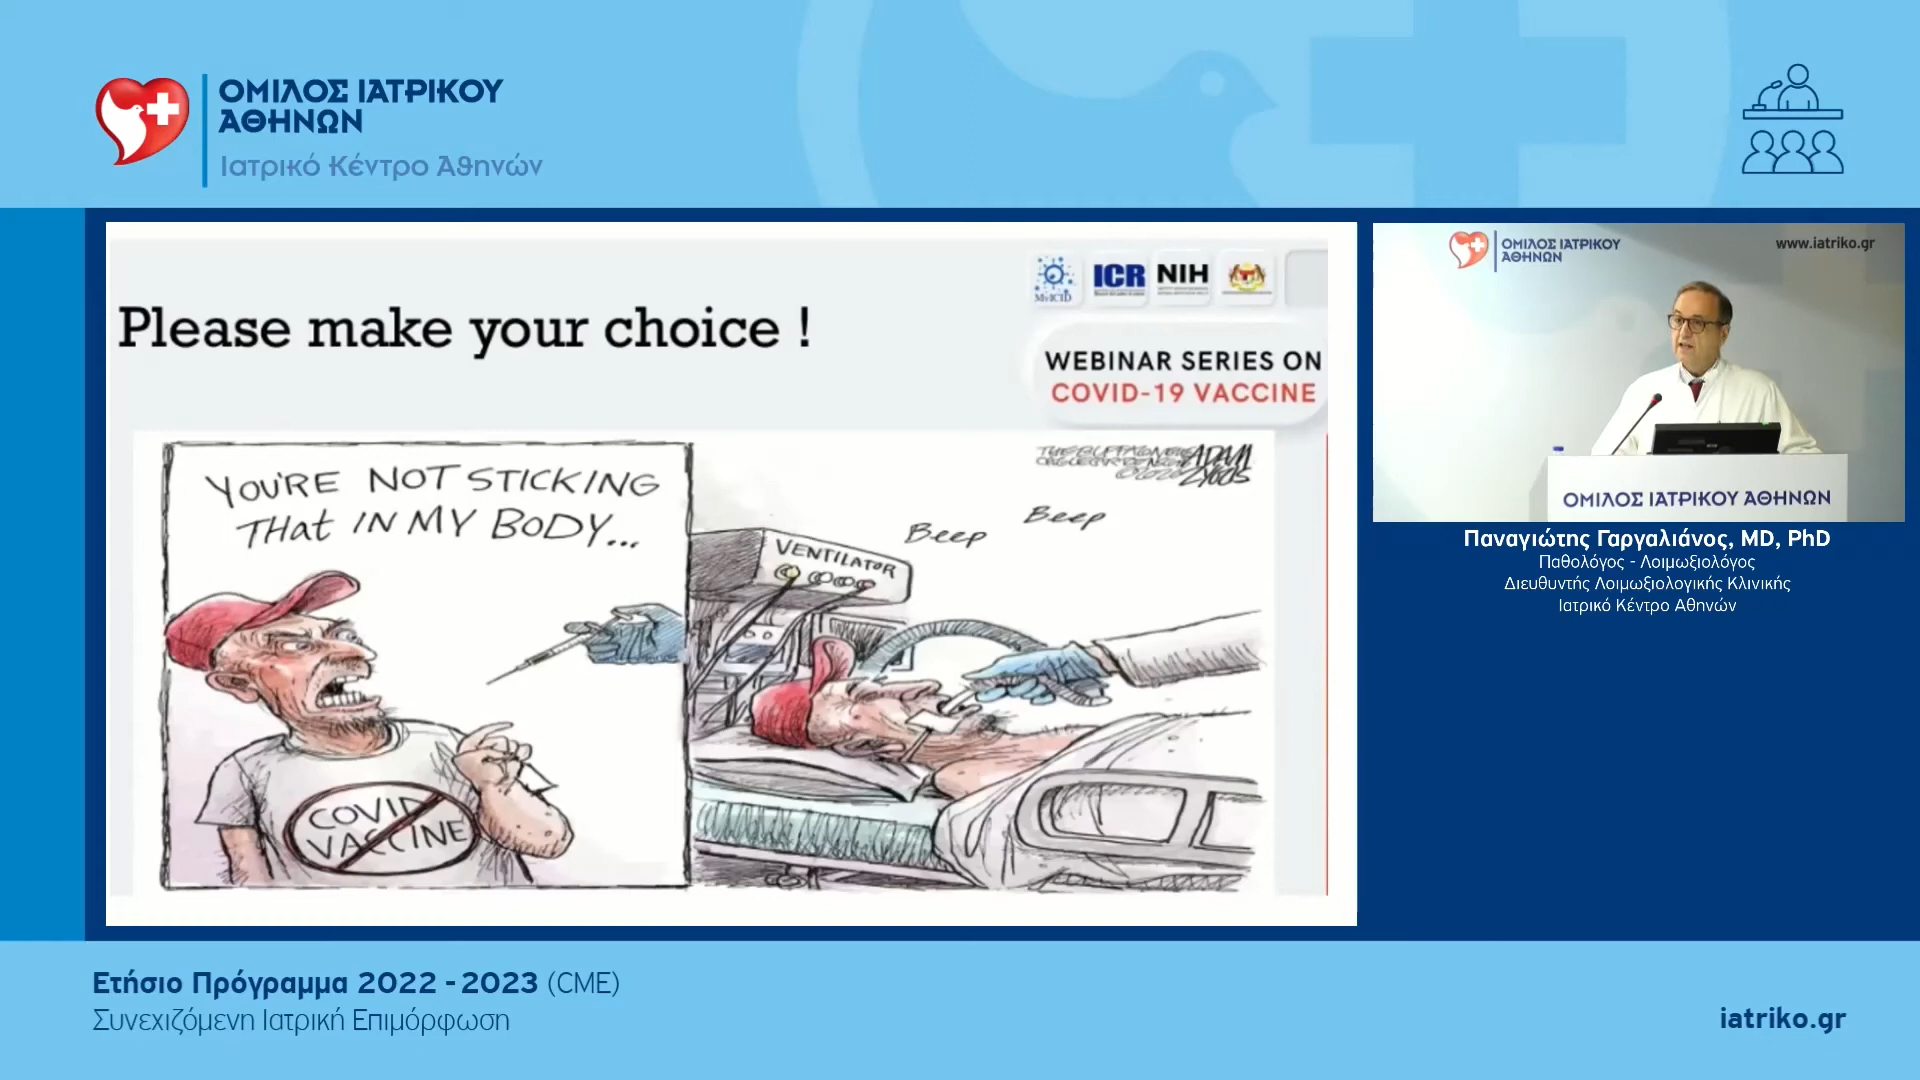 ΟΜΙΛΟΣ ΙΑΤΡΙΚΟΥ
ΑΘΗΝΩΝ
Ιατρικό Κέντρο Αθηνών
Please make your choice !
MyICID
ICR
NIH
WEBINAR SERIES ON
COVID-19 VACCINE
YOU'RE NOT STICKING
THAT IN MY BODY...
COVID
VACCINE
VENTILATOR
Beep
Beep
ADAM
ZYGLIS
ΟΜΙΛΟΣ ΙΑΤΡΙΚΟΥ
ΑΘΗΝΩΝ
www.iatriko.gr
ΟΜΙΛΟΣ ΙΑΤΡΙΚΟΥ ΑΘΗΝΩΝ
Παναγιώτης Γαργαλιάνος, MD, PhD
Παθολόγος - Λοιμωξιολόγος
Διευθυντής Λοιμωξιολογικής Κλινικής
Ιατρικό Κέντρο Αθηνών
Ετήσιο Πρόγραμμα 2022 - 2023 (CME)
Συνεχιζόμενη Ιατρική Επιμόρφωση
iatriko.gr